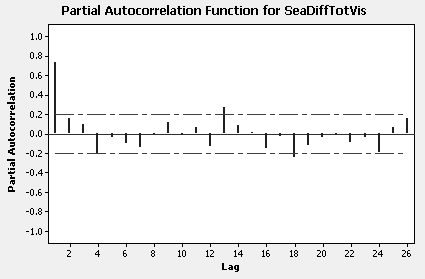 Partial Autocorrelation Function for SeaDiffTotVis
Partial Autocorrelation
1.0
0.8
0.6
0.4
0.2
0.0
-0.2
-0.4
-0.6
-0.8
-1.0
2 4 6 8 10 12 14 16 18 20 22 24 26
Lag